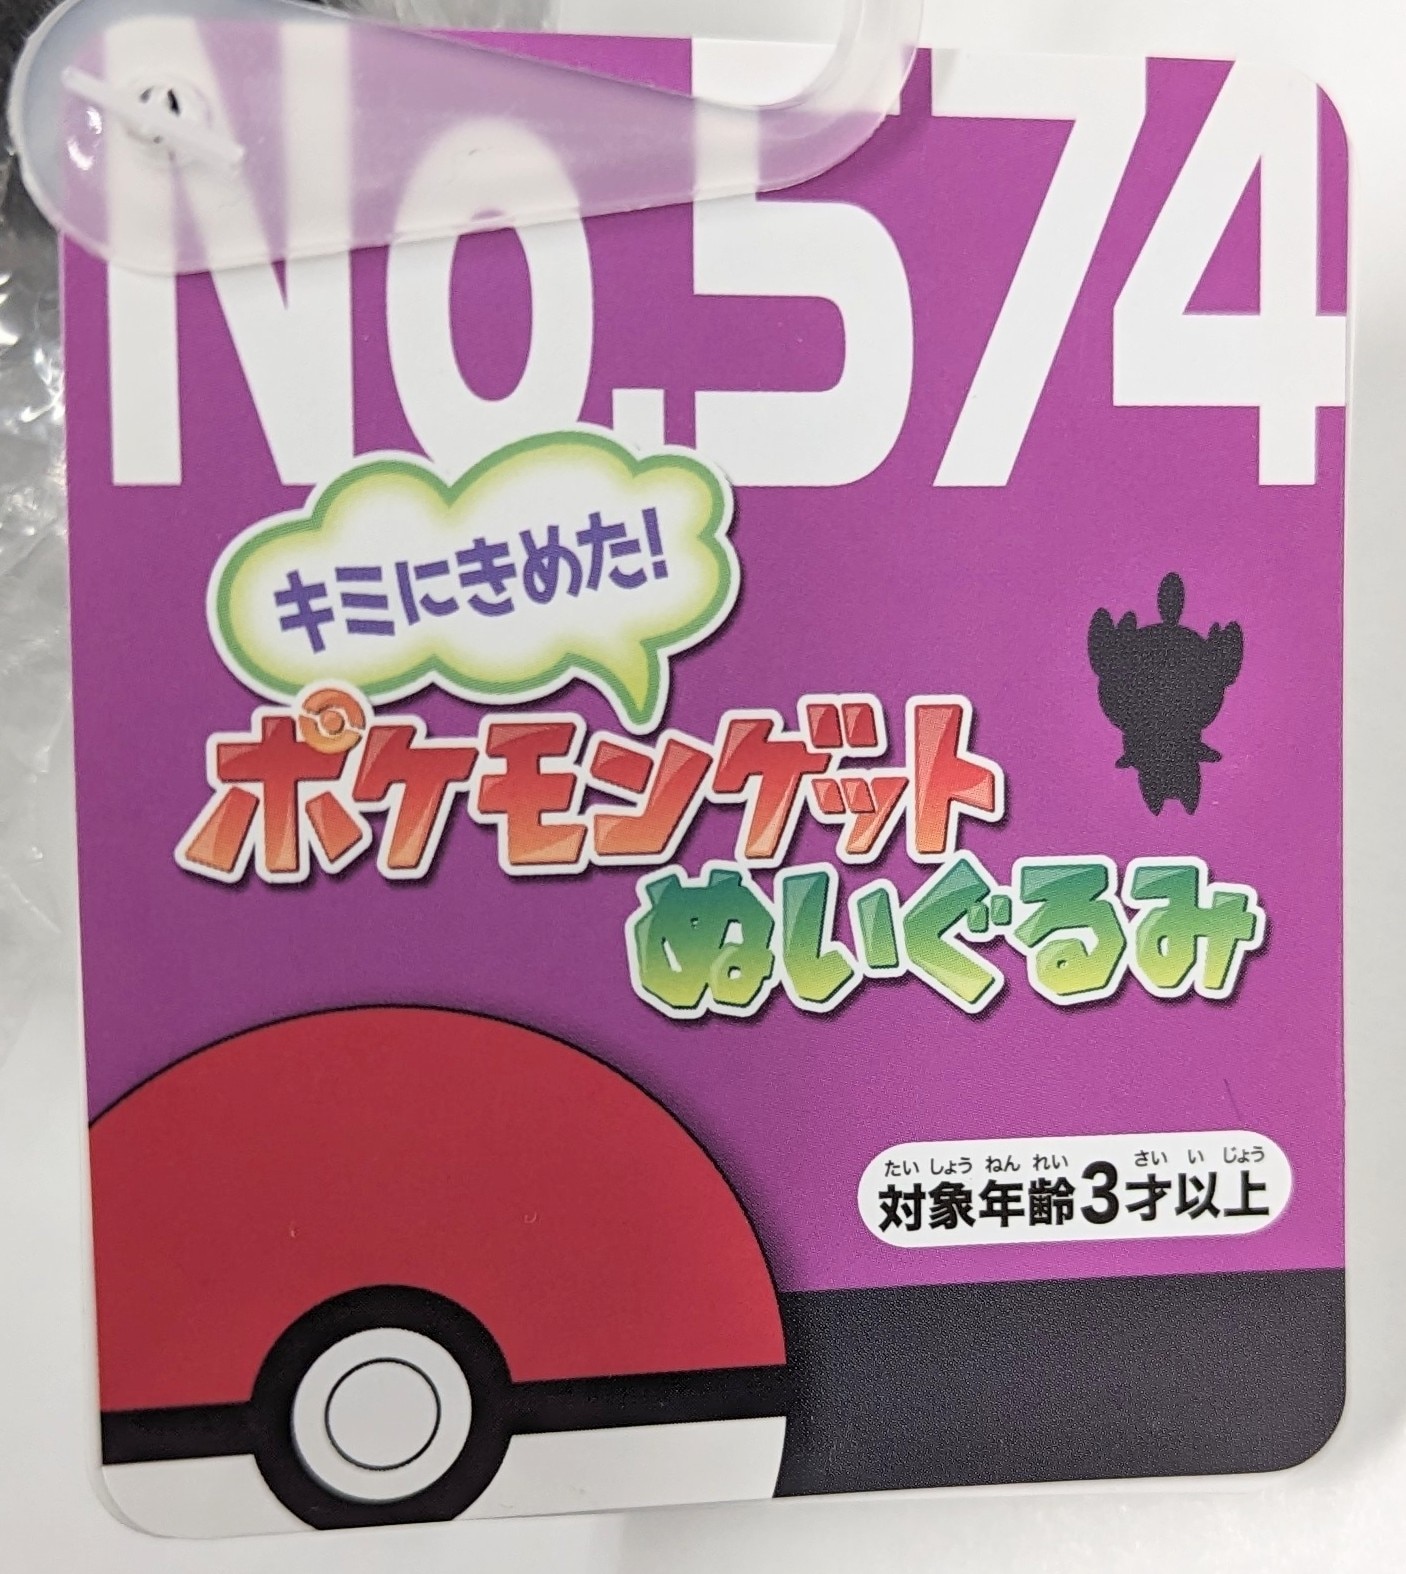 No.574
キミにきめた!
ポケモンゲット
ぬいぐるみ
たいしょうねんれい さいいじょう
対象年齢3才以上